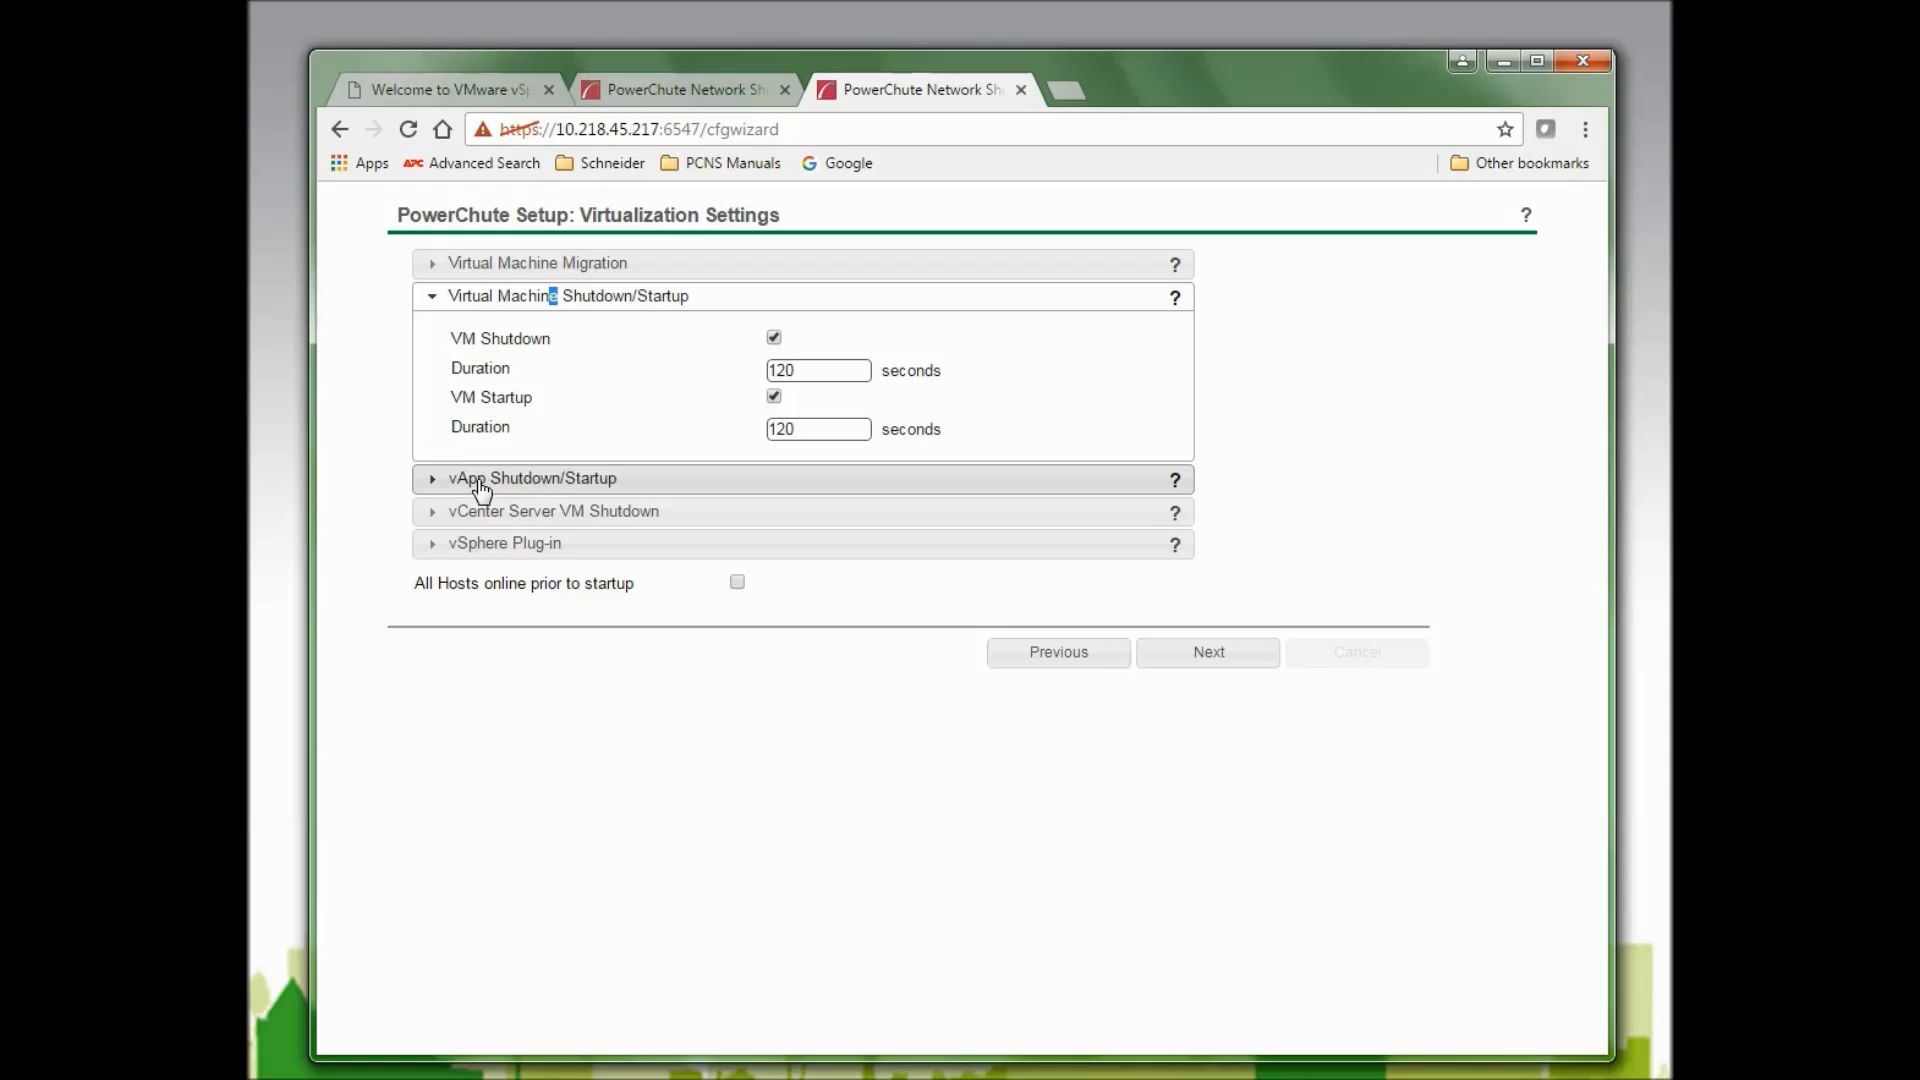 Welcome to VMware vSp
PowerChute Network Sh
PowerChute Network Shu
https://10.218.45.217:6547/cfgwizard
Apps
APC Advanced Search
Schneider
PCNS Manuals
Google
Other bookmarks
PowerChute Setup: Virtualization Settings ?
Virtual Machine Migration ?
Virtual Machine Shutdown/Startup ?
VM Shutdown
Duration 120 seconds
VM Startup
Duration 120 seconds
vApp Shutdown/Startup ?
vCenter Server VM Shutdown ?
vSphere Plug-in ?
All Hosts online prior to startup
Previous Next Cancel